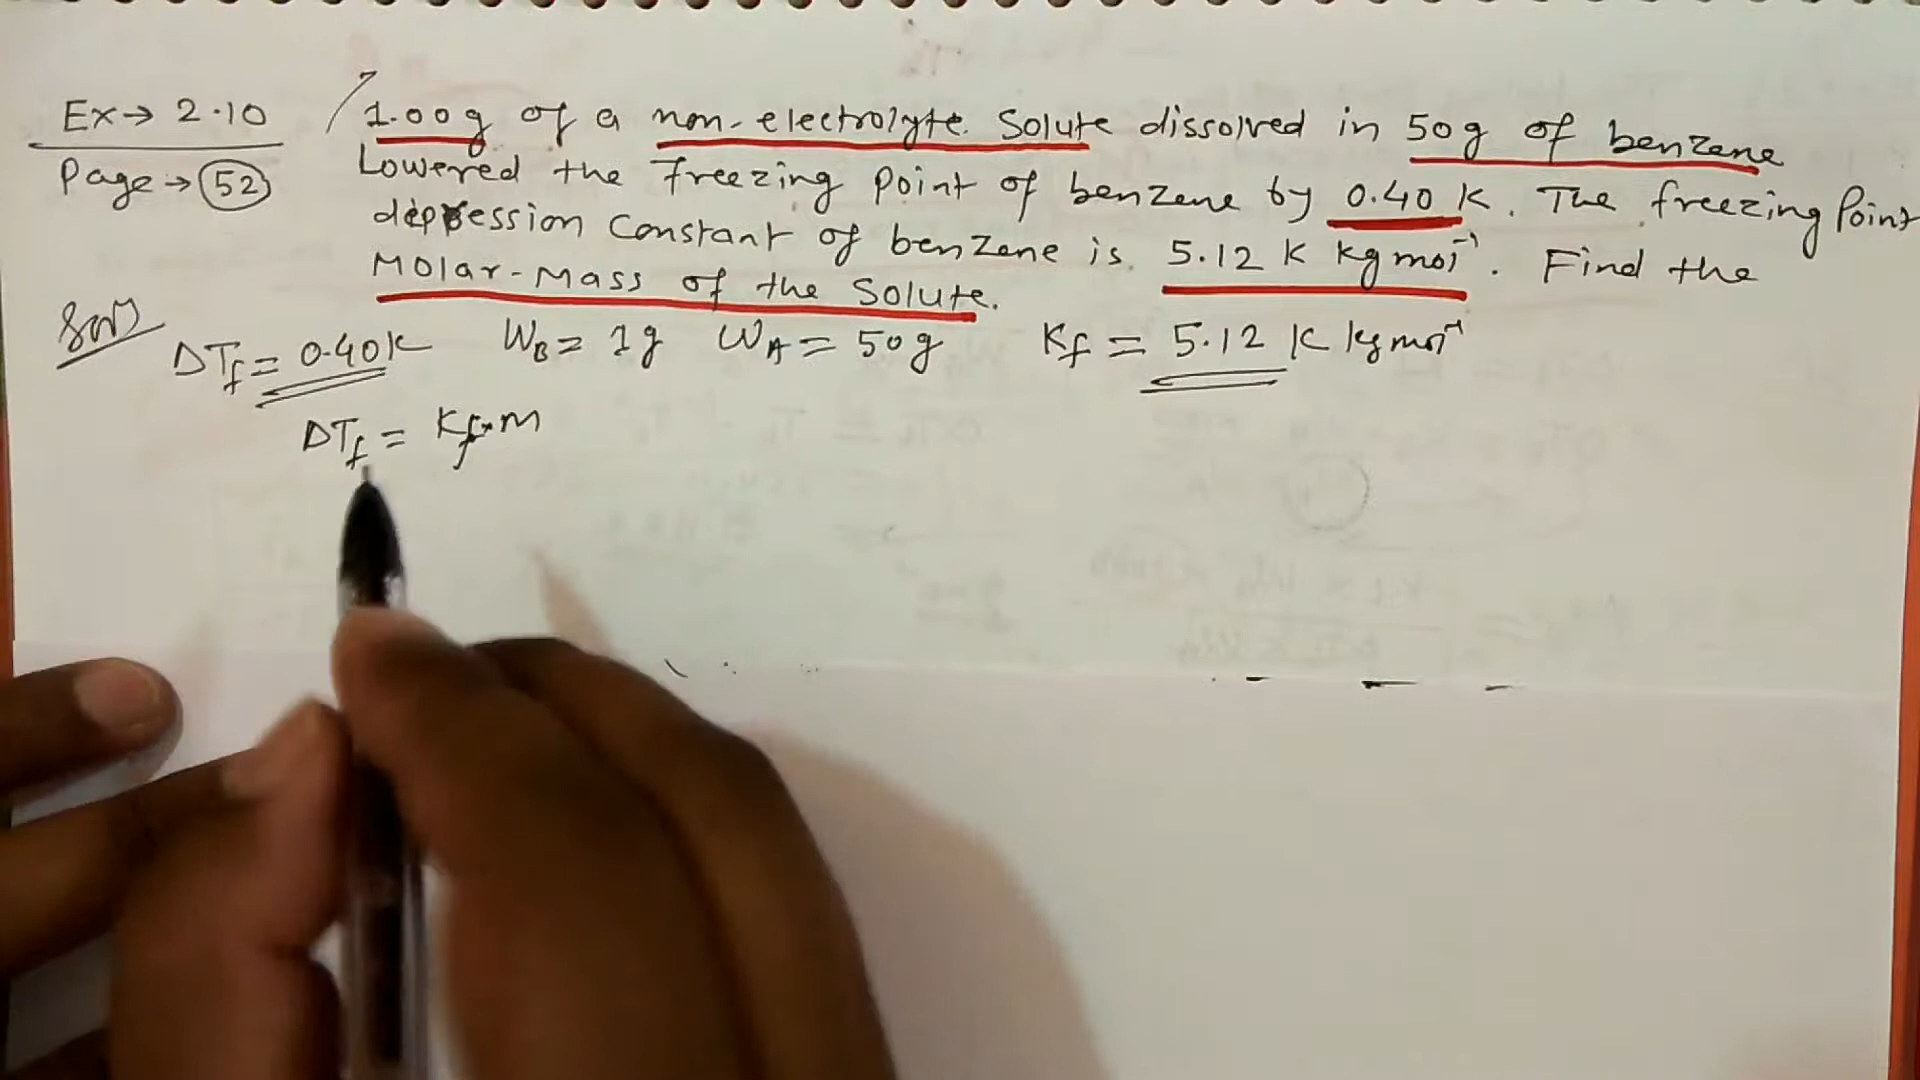 Ex→ 2.10
Page→ 52
1.00g of a non-electrolyte Solute dissolved in 50g of benzene
Lowered the freezing Point of benzene by 0.40 K. The freezing Point
depression Constant of benzene is 5.12 K kg mol⁻¹. Find the
Molar-Mass of the Solute.
Solⁿ
ΔTf = 0.40K W_B = 1g W_A = 50g Kf = 5.12 K kg mol⁻¹
ΔTf = Kf·m